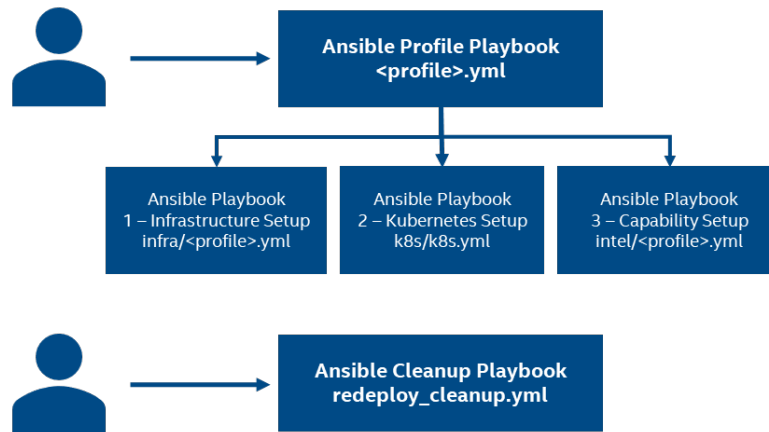 Ansible Profile Playbook
<profile>.yml
Ansible Playbook
1 – Infrastructure Setup
infra/<profile>.yml
Ansible Playbook
2 – Kubernetes Setup
k8s/k8s.yml
Ansible Playbook
3 – Capability Setup
intel/<profile>.yml
Ansible Cleanup Playbook
redeploy_cleanup.yml